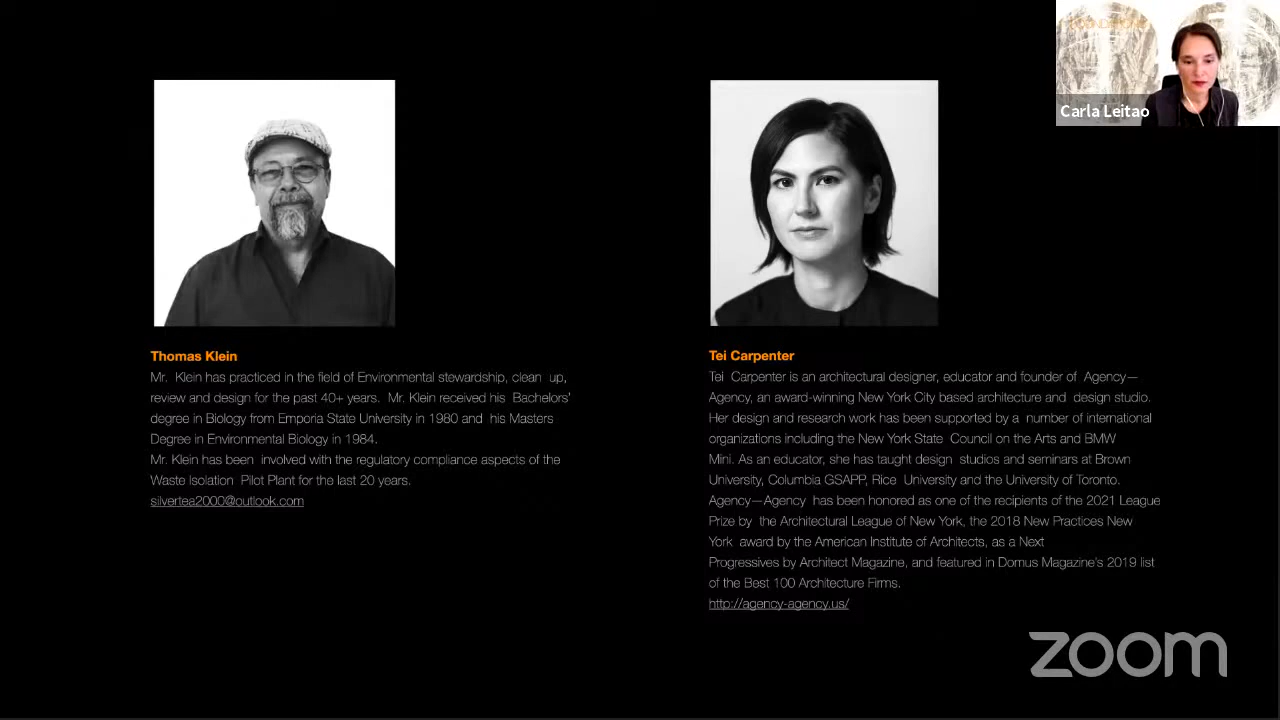 Carla Leitao
Thomas Klein
Mr. Klein has practiced in the field of Environmental stewardship, clean up,
review and design for the past 40+ years. Mr. Klein received his Bachelors'
degree in Biology from Emporia State University in 1980 and his Masters
Degree in Environmental Biology in 1984.
Mr. Klein has been involved with the regulatory compliance aspects of the
Waste Isolation Pilot Plant for the last 20 years.
silvertea2000@outlook.com
Tei Carpenter
Tei Carpenter is an architectural designer, educator and founder of Agency—
Agency, an award-winning New York City based architecture and design studio.
Her design and research work has been supported by a number of international
organizations including the New York State Council on the Arts and BMW
Mini. As an educator, she has taught design studios and seminars at Brown
University, Columbia GSAPP, Rice University and the University of Toronto.
Agency—Agency has been honored as one of the recipients of the 2021 League
Prize by the Architectural League of New York, the 2018 New Practices New
York award by the American Institute of Architects, as a Next
Progressives by Architect Magazine, and featured in Domus Magazine's 2019 list
of the Best 100 Architecture Firms.
http://agency-agency.us/
zoom